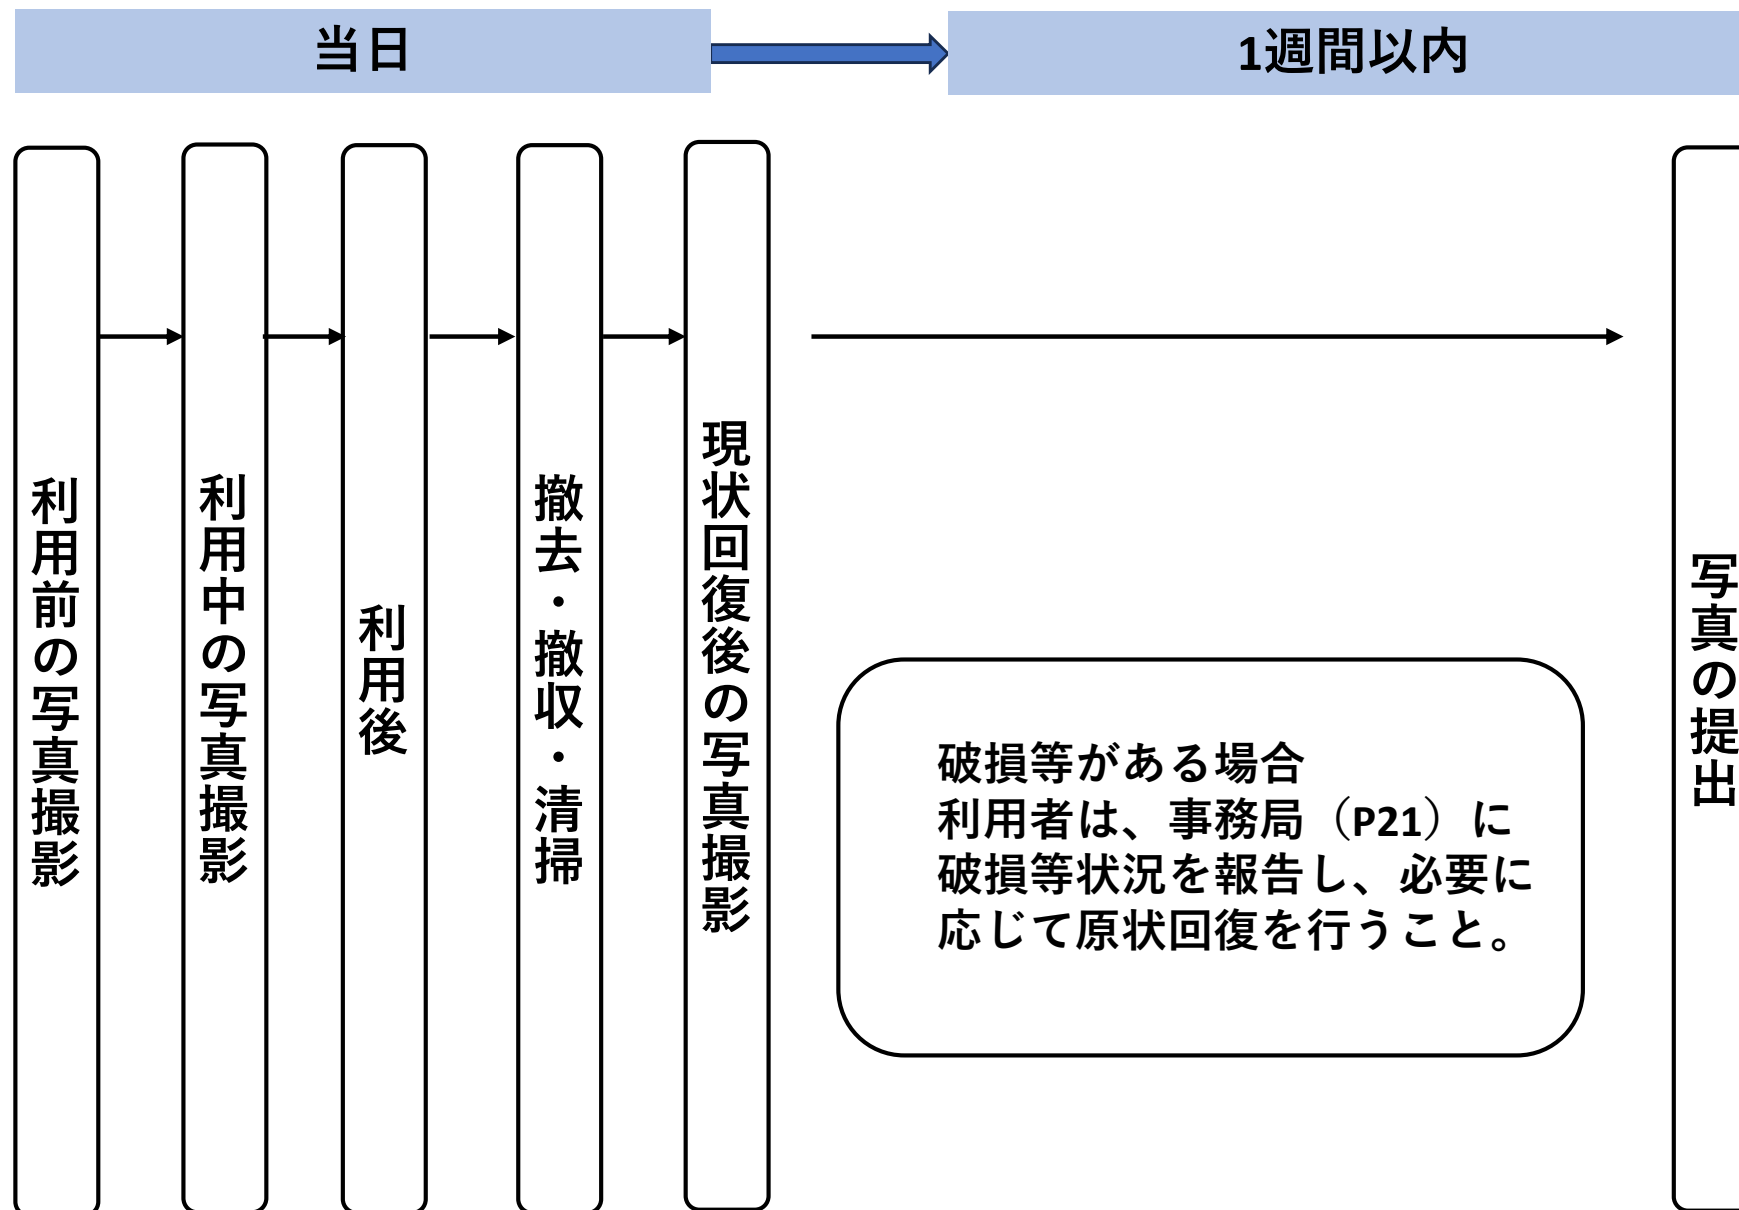 当日
1週間以内
利用前の写真撮影
利用中の写真撮影
利用後
撤去・撤収・清掃
現状回復後の写真撮影
破損等がある場合
利用者は、事務局（P21）に
破損等状況を報告し、必要に
応じて原状回復を行うこと。
写真の提出